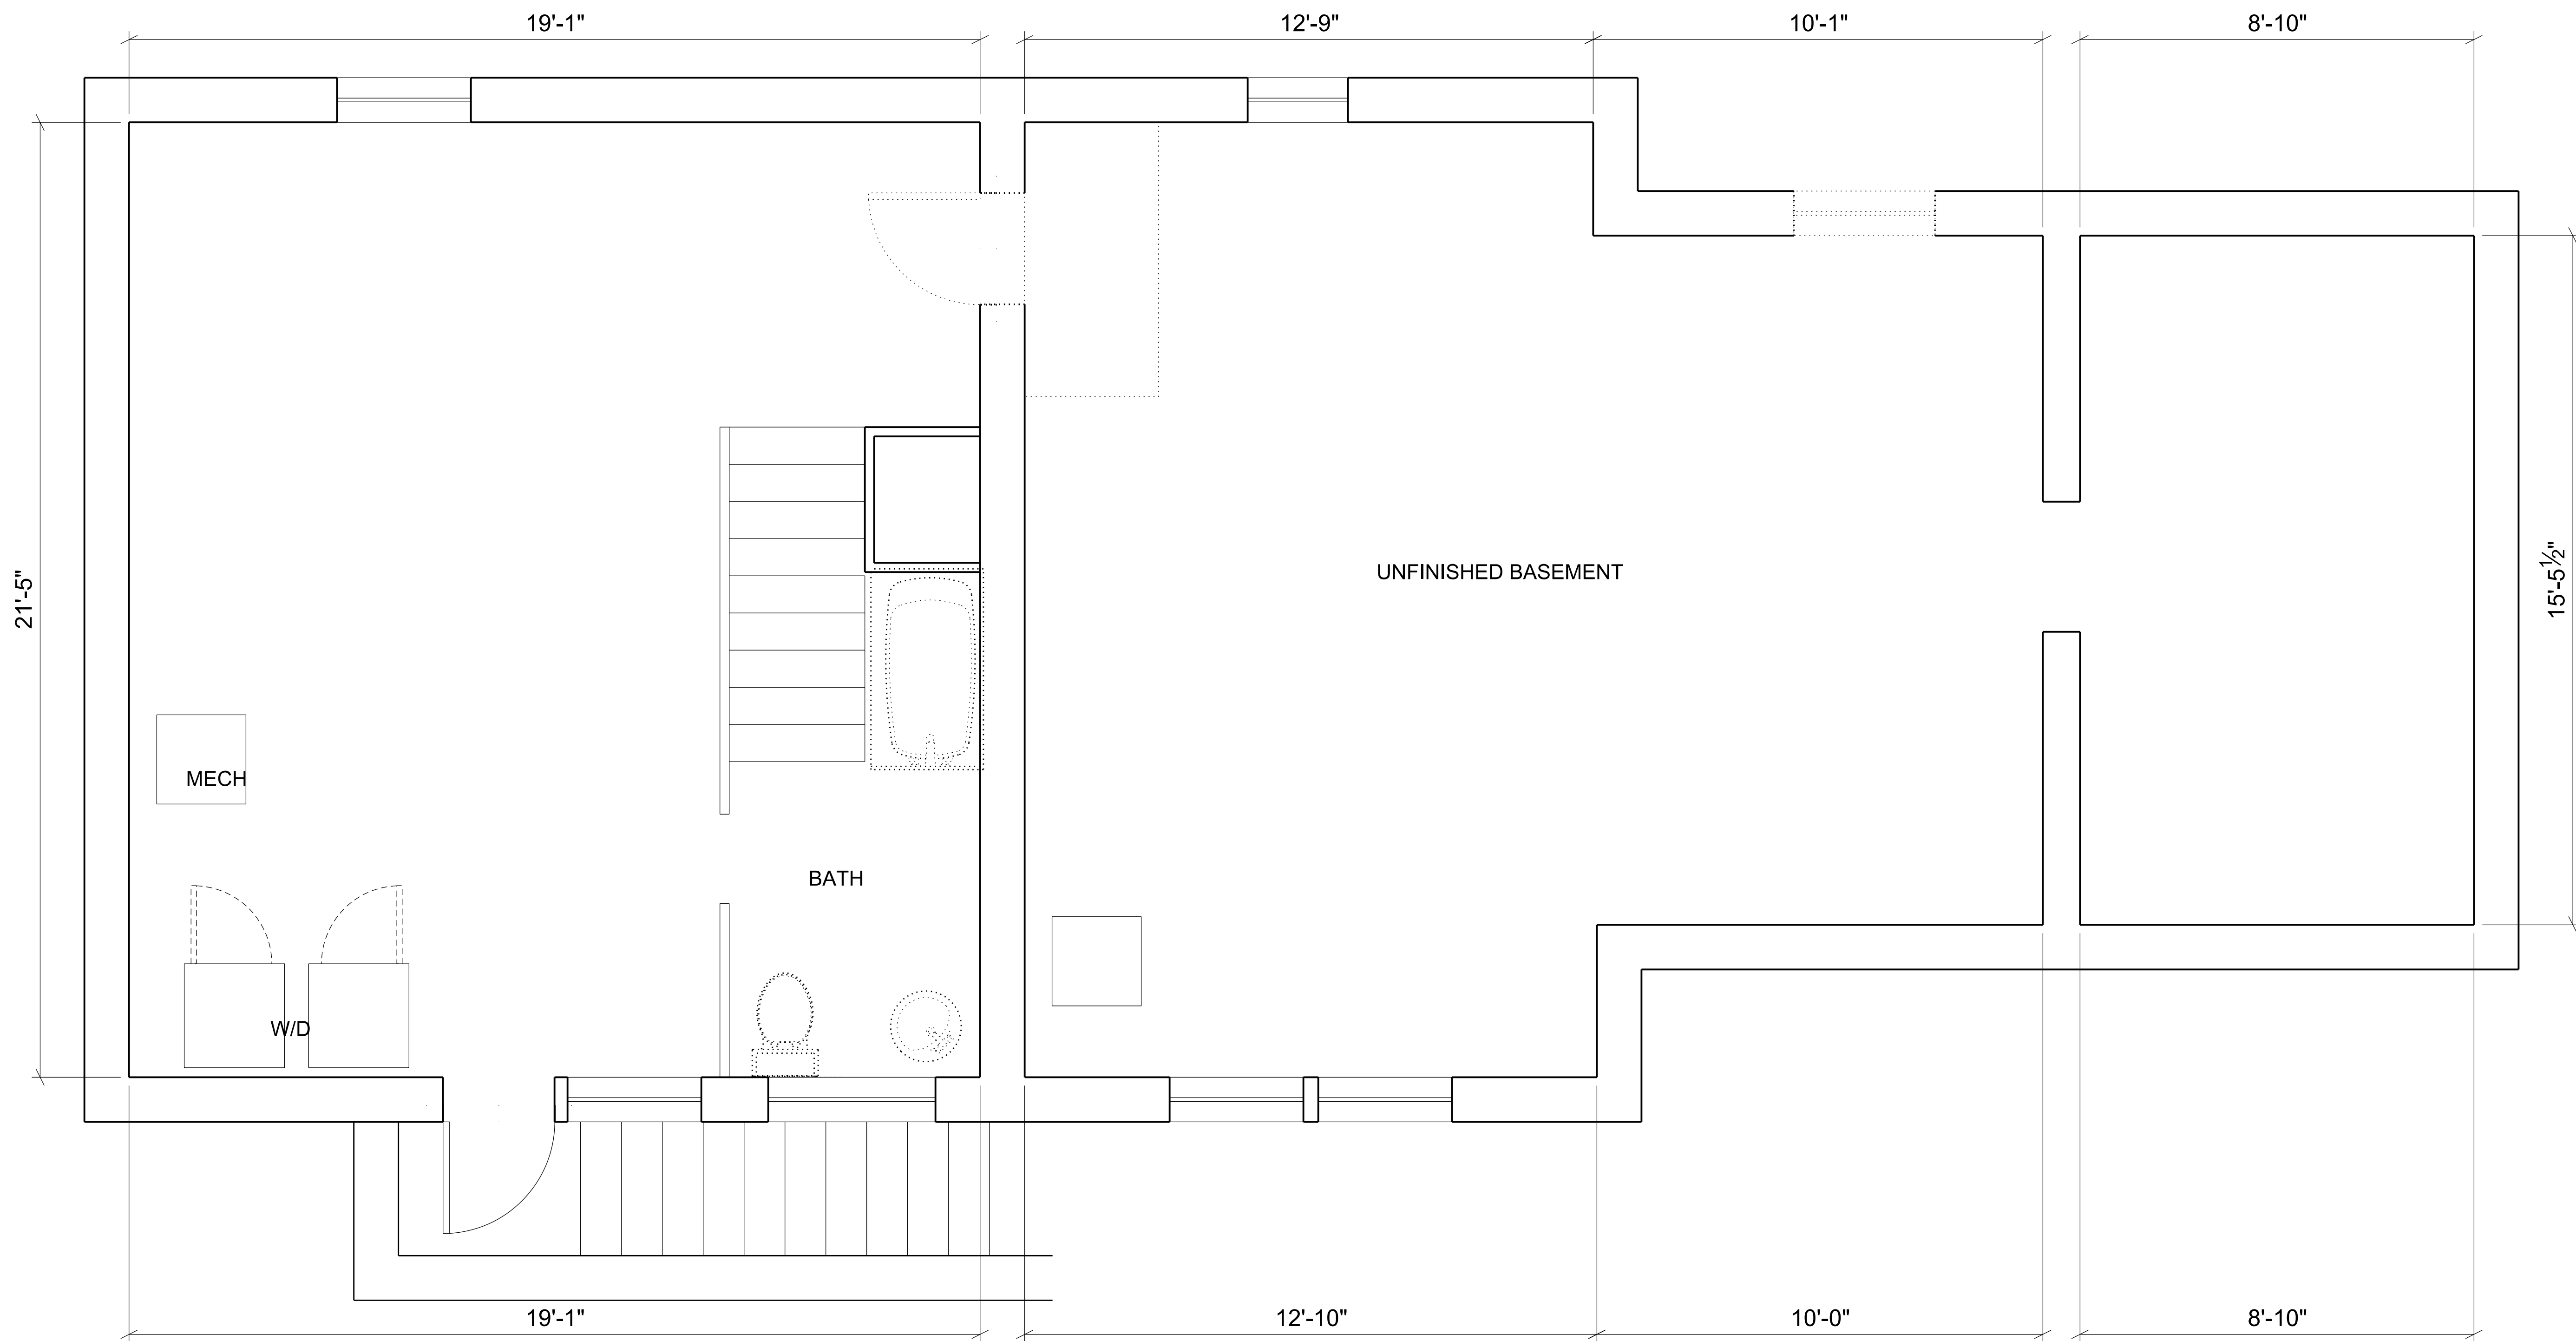 19'-1" 12'-9" 10'-1" 8'-10"
21'-5"
UNFINISHED BASEMENT
15'-5½"
MECH
BATH
W/D
19'-1" 12'-10" 10'-0" 8'-10"